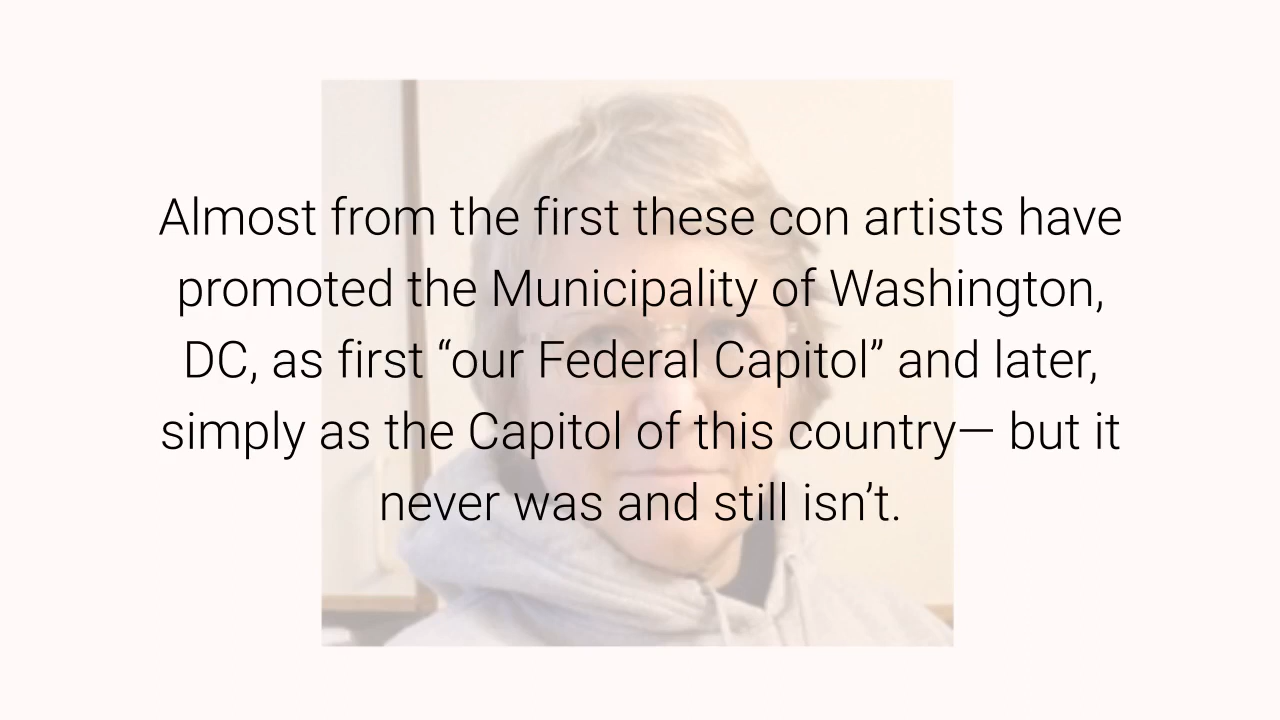 Almost from the first these con artists have
promoted the Municipality of Washington,
DC, as first “our Federal Capitol” and later,
simply as the Capitol of this country— but it
never was and still isn’t.